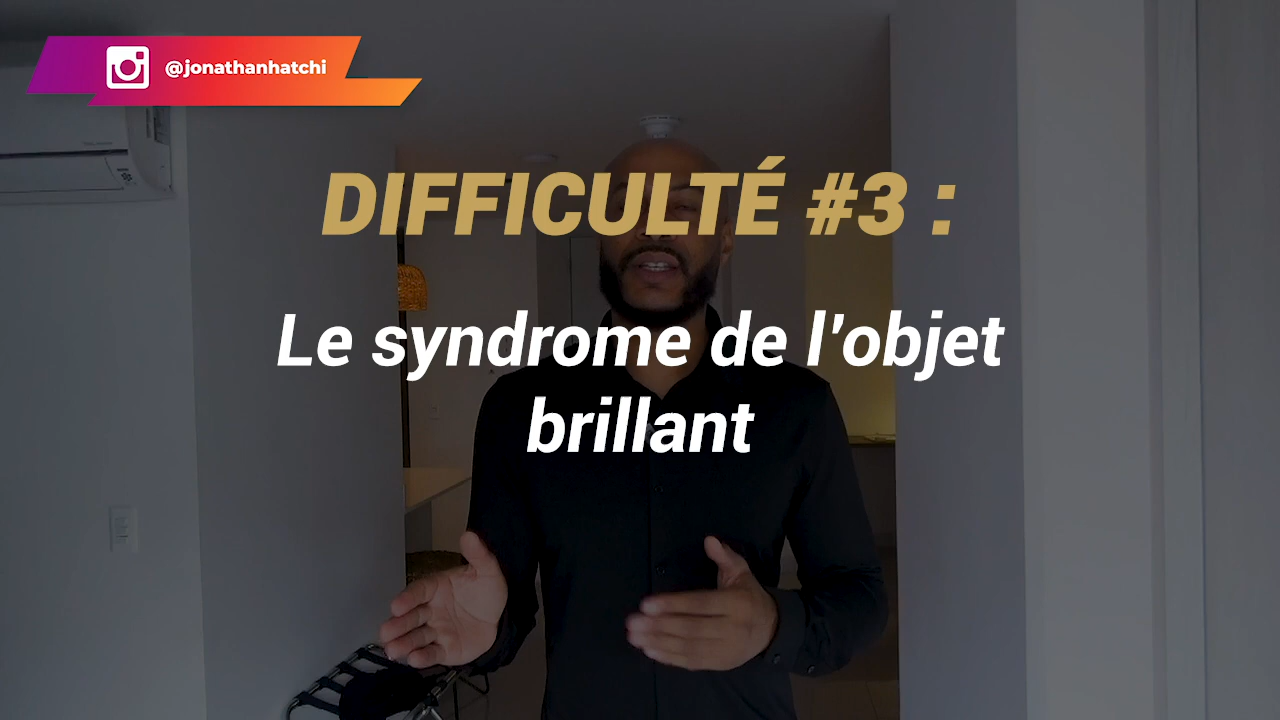 @jonathanhatchi
DIFFICULTÉ #3 :
Le syndrome de l'objet
brillant